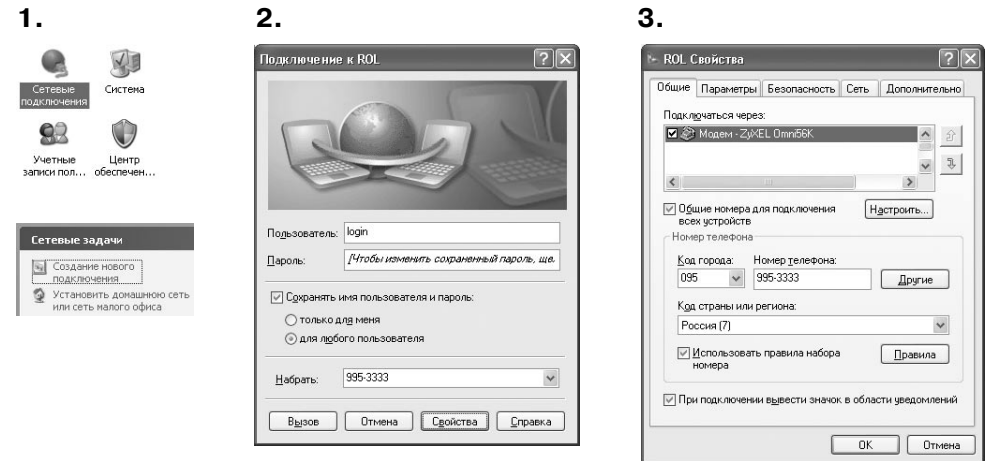 1.
Сетевые
подключения
Система
Учетные
записи пол...
Центр
обеспечен...
Сетевые задачи
Создание нового
подключения
Установить домашнюю сеть
или сеть малого офиса
2.
Подключение к ROL
Пользователь: login
Пароль: [Чтобы изменить сохраненный пароль, ще.
Сохранять имя пользователя и пароль:
только для меня
для любого пользователя
Набрать: 995-3333
Вызов Отмена Свойства Справка
3.
ROL Свойства
Общие Параметры Безопасность Сеть Дополнительно
Подключаться через:
Модем - ZyXEL Omni56K
Общие номера для подключения
всех устройств
Настроить...
Номер телефона
Код города: Номер телефона:
095 995-3333 Другие
Код страны или региона:
Россия (7)
Использовать правила набора
номера
Правила
При подключении вывести значок в области уведомлений
OK Отмена